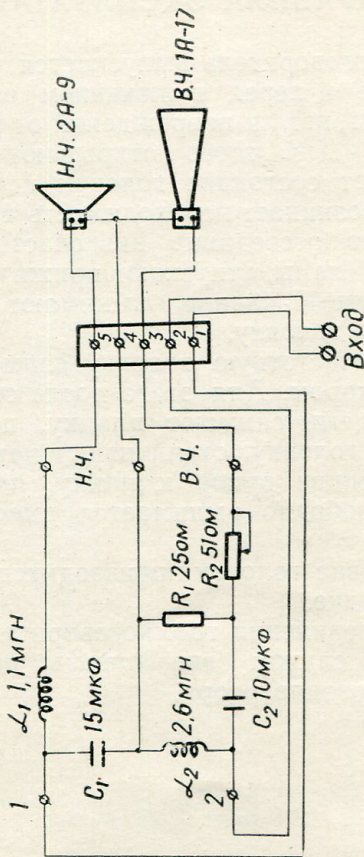 1
L₁ 1,1 мгн
Н.Ч.
Н.Ч. 2А-9
C₁ 15 мкф
L₂ 2,6 мгн
R₁ 25ом
R₂ 51ом
C₂ 10 мкф
2
В.Ч.
5
4
3
2
1
В.Ч. 1А-17
Вход